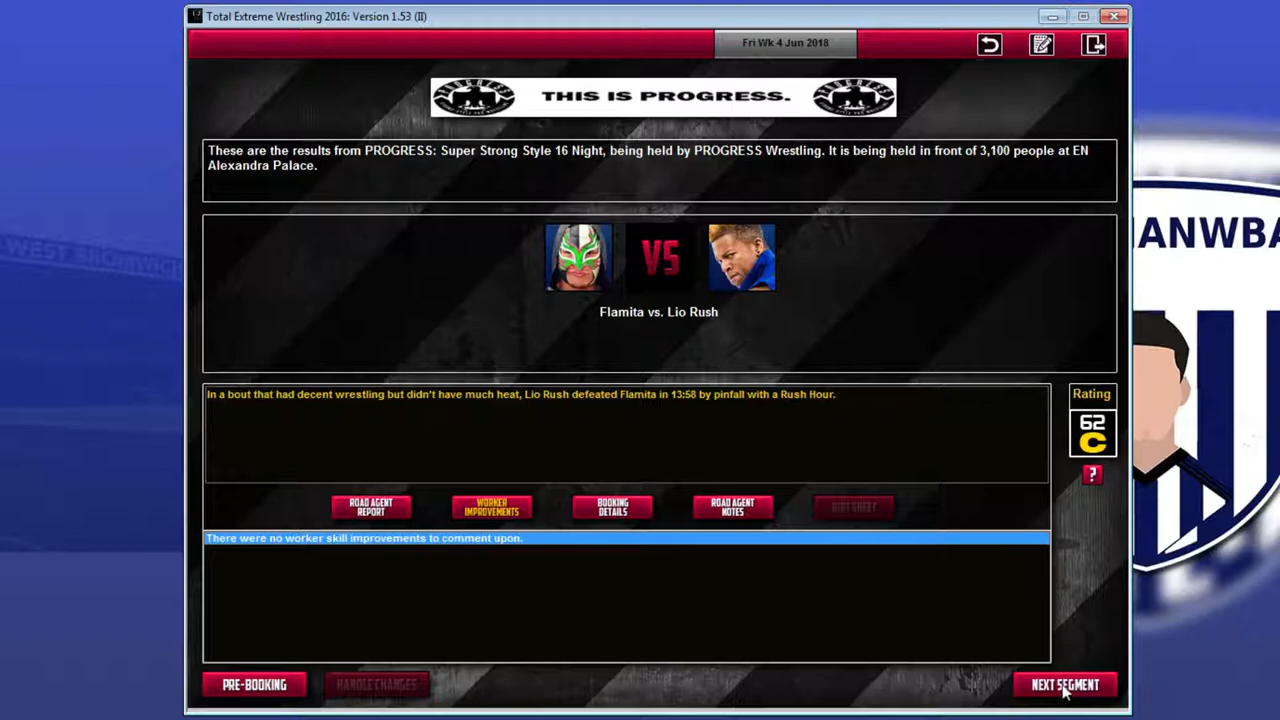 Total Extreme Wrestling 2016: Version 1.53 (II)
Fri Wk 4 Jun 2018
PROGRESS
THIS IS PROGRESS.
PROGRESS
These are the results from PROGRESS: Super Strong Style 16 Night, being held by PROGRESS Wrestling. It is being held in front of 3,100 people at EN
Alexandra Palace.
VS
Flamita vs. Lio Rush
In a bout that had decent wrestling but didn't have much heat, Lio Rush defeated Flamita in 13:58 by pinfall with a Rush Hour.
Rating
62
C
?
ROAD AGENT
REPORT
WORKER
IMPROVEMENTS
BOOKING
DETAILS
ROAD AGENT
NOTES
DIRT SHEET
There were no worker skill improvements to comment upon.
PRE-BOOKING
HANDLE CHANGES
NEXT SEGMENT
IANWBA